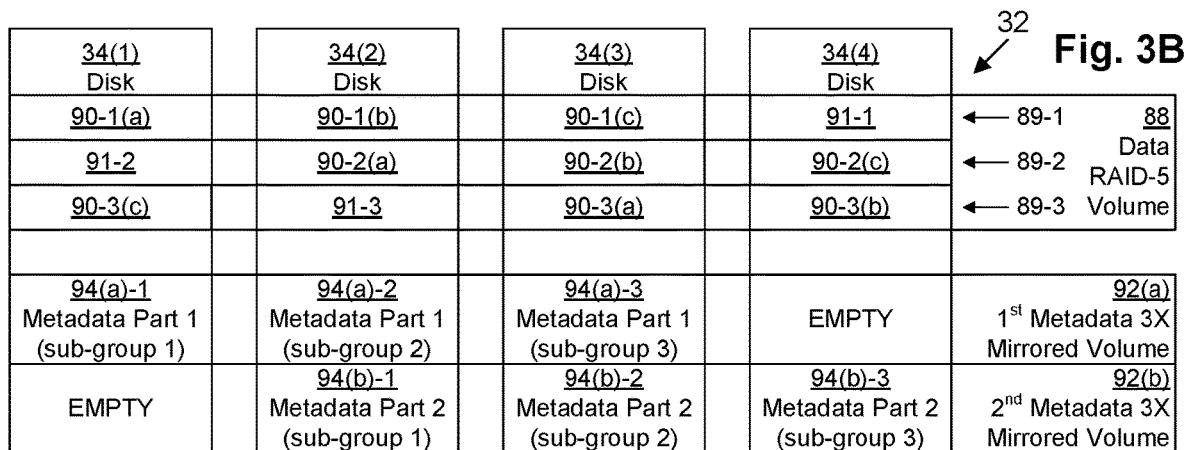 32
Fig. 3B
34(1) 34(2) 34(3) 34(4)
Disk Disk Disk Disk
90-1(a) 90-1(b) 90-1(c) 91-1 89-1 88
Data
91-2 90-2(a) 90-2(b) 90-2(c) 89-2 RAID-5
90-3(c) 91-3 90-3(a) 90-3(b) 89-3 Volume
94(a)-1 94(a)-2 94(a)-3 92(a)
Metadata Part 1 Metadata Part 1 Metadata Part 1 EMPTY 1st Metadata 3X
(sub-group 1) (sub-group 2) (sub-group 3) Mirrored Volume
94(b)-1 94(b)-2 94(b)-3 92(b)
EMPTY Metadata Part 2 Metadata Part 2 Metadata Part 2 2nd Metadata 3X
(sub-group 1) (sub-group 2) (sub-group 3) Mirrored Volume